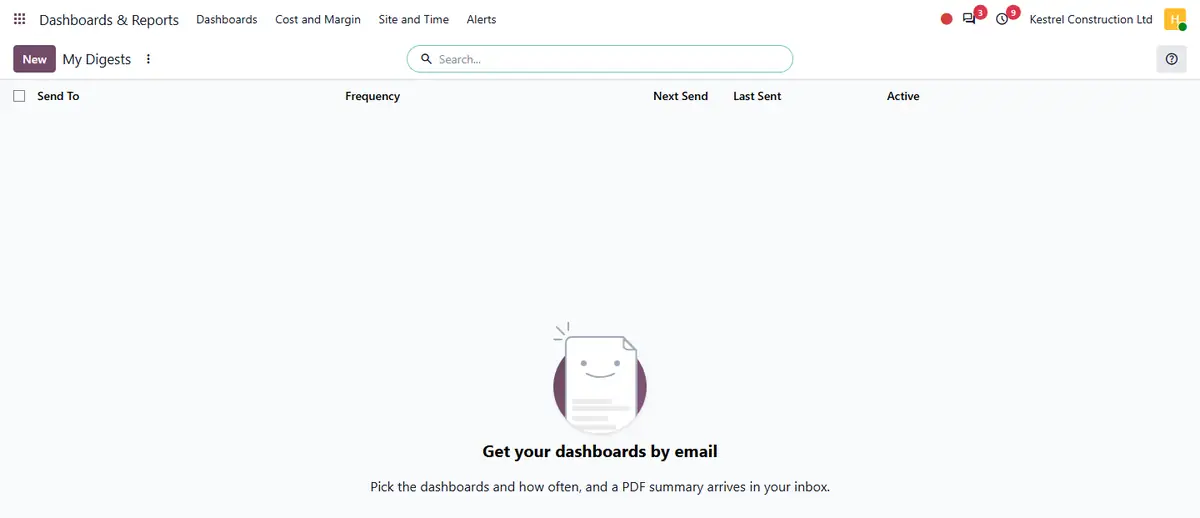 Dashboards & Reports Dashboards Cost and Margin Site and Time Alerts 3 9 Kestrel Construction Ltd H
New My Digests Search...
Send To Frequency Next Send Last Sent Active
Get your dashboards by email
Pick the dashboards and how often, and a PDF summary arrives in your inbox.